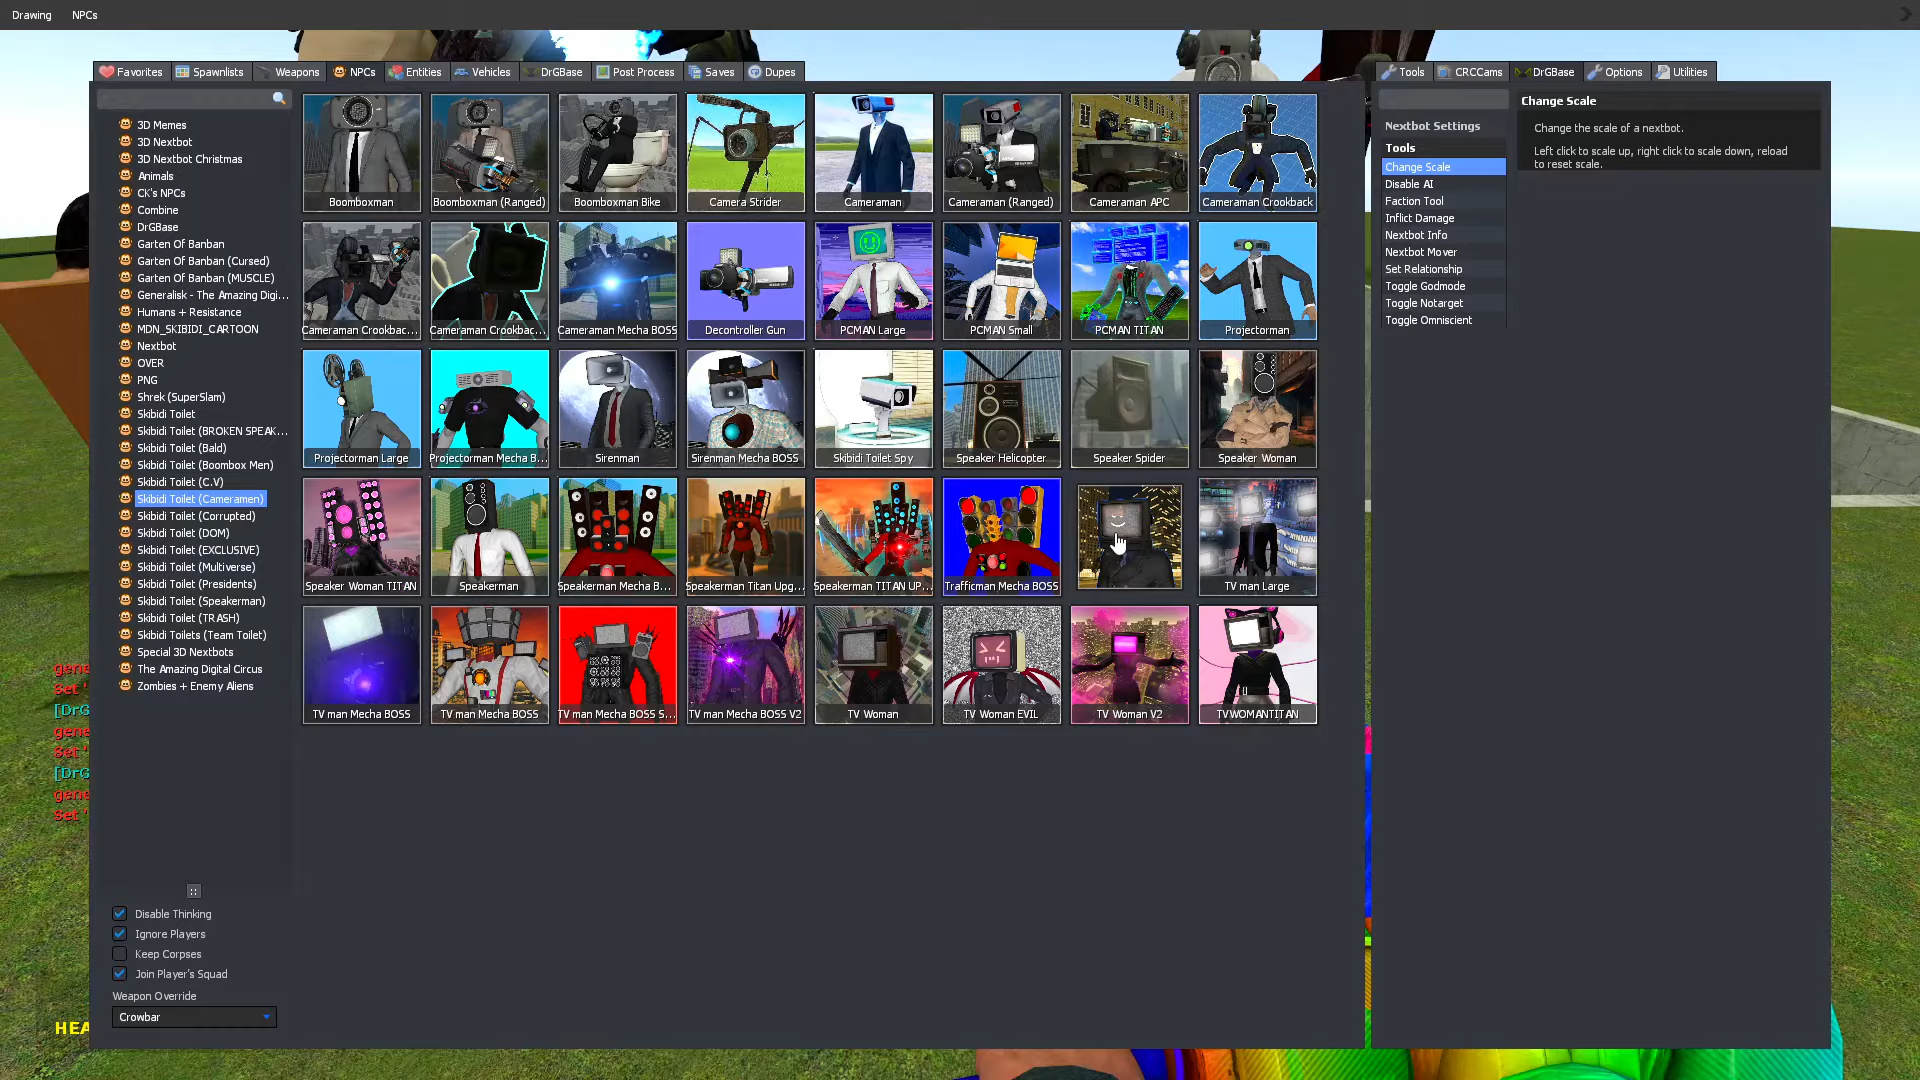 Drawing
NPCs
Favorites
Spawnlists
Weapons
NPCs
Entities
Vehicles
DrGBase
Post Process
Saves
Dupes
Tools
CRCCams
DrGBase
Options
Utilities
3D Memes
3D Nextbot
3D Nextbot Christmas
Animals
CK's NPCs
Combine
DrGBase
Garten Of Banban
Garten Of Banban (Cursed)
Garten Of Banban (MUSCLE)
Generalisk - The Amazing Digi...
Humans + Resistance
MDN_SKIBIDI_CARTOON
Nextbot
OVER
PNG
Shrek (SuperSlam)
Skibidi Toilet
Skibidi Toilet (BROKEN SPEAK...
Skibidi Toilet (Bald)
Skibidi Toilet (Boombox Men)
Skibidi Toilet (C.V)
Skibidi Toilet (Cameramen)
Skibidi Toilet (Corrupted)
Skibidi Toilet (DOM)
Skibidi Toilet (EXCLUSIVE)
Skibidi Toilet (Multiverse)
Skibidi Toilet (Presidents)
Skibidi Toilet (Speakerman)
Skibidi Toilet (TRASH)
Skibidi Toilets (Team Toilet)
Special 3D Nextbots
The Amazing Digital Circus
Zombies + Enemy Aliens
Disable Thinking
Ignore Players
Keep Corpses
Join Player's Squad
Weapon Override
Crowbar
Boomboxman
Boomboxman (Ranged)
Boomboxman Bike
Camera Strider
Cameraman
Cameraman (Ranged)
Cameraman APC
Cameraman Crookback
Cameraman Crookbac...
Cameraman Crookbac...
Cameraman Mecha BOSS
Decontroller Gun
PCMAN Large
PCMAN Small
PCMAN TITAN
Projectorman
Projectorman Large
Projectorman Mecha B...
Sirenman
Sirenman Mecha BOSS
Skibidi Toilet Spy
Speaker Helicopter
Speaker Spider
Speaker Woman
Speaker Woman TITAN
Speakerman
Speakerman Mecha B...
Speakerman Titan Upg...
Speakerman TITAN UP...
Trafficman Mecha BOSS
TV man Large
TV man Mecha BOSS
TV man Mecha BOSS
TV man Mecha BOSS S...
TV man Mecha BOSS V2
TV Woman
TV Woman EVIL
TV Woman V2
TVWOMANTITAN
Nextbot Settings
Tools
Change Scale
Disable AI
Faction Tool
Inflict Damage
Nextbot Info
Nextbot Mover
Set Relationship
Toggle Godmode
Toggle Notarget
Toggle Omniscient
Change Scale
Change the scale of a nextbot.
Left click to scale up, right click to scale down, reload
to reset scale.
gene
Set '
[DrG
gene
Set '
[DrG
gene
Set '
HEA